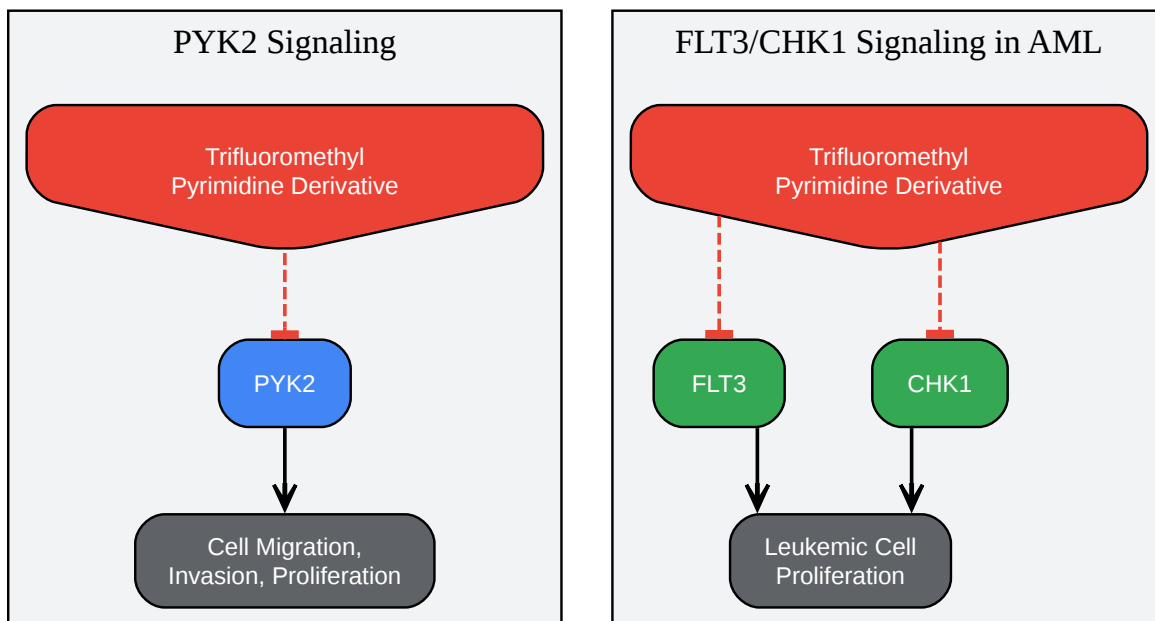 PYK2 Signaling
Trifluoromethyl
Pyrimidine Derivative
PYK2
Cell Migration,
Invasion, Proliferation
FLT3/CHK1 Signaling in AML
Trifluoromethyl
Pyrimidine Derivative
FLT3
CHK1
Leukemic Cell
Proliferation